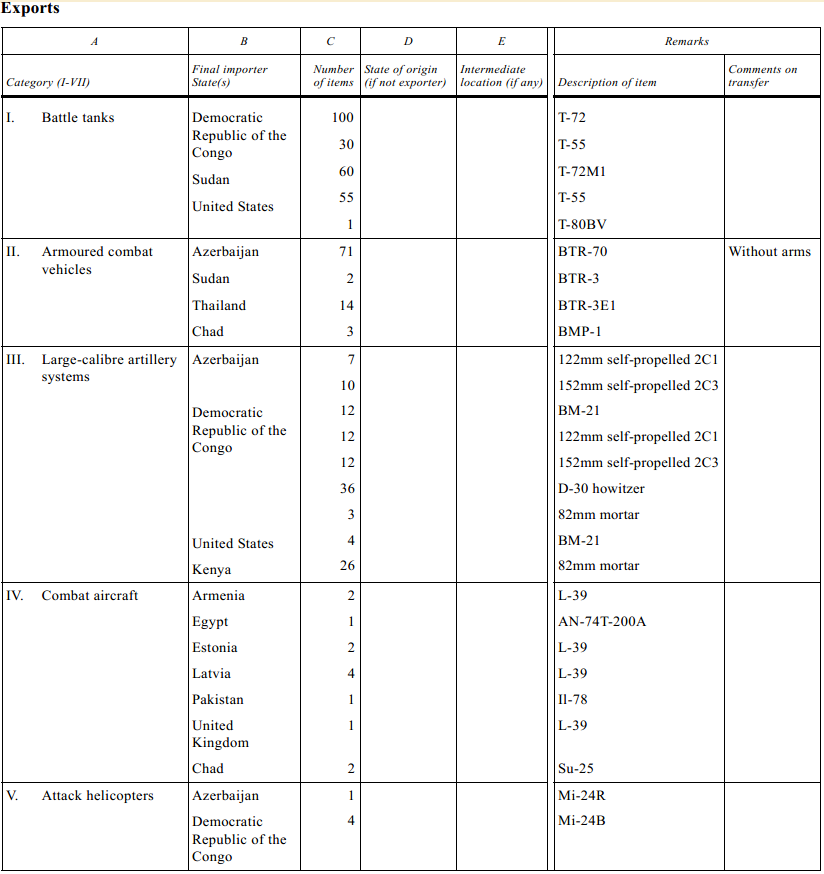 Exports
A B C D E Remarks
Category (I-VII) Final importer State(s) Number of items State of origin (if not exporter) Intermediate location (if any) Description of item Comments on transfer
I. Battle tanks Democratic 100 T-72
Republic of the
Congo 30 T-55
Sudan 60 T-72M1
United States 55 T-55
1 T-80BV
II. Armoured combat Azerbaijan 71 BTR-70 Without arms
vehicles
Sudan 2 BTR-3
Thailand 14 BTR-3E1
Chad 3 BMP-1
III. Large-calibre artillery Azerbaijan 7 122mm self-propelled 2C1
systems
10 152mm self-propelled 2C3
Democratic 12 BM-21
Republic of the 12 122mm self-propelled 2C1
Congo
12 152mm self-propelled 2C3
36 D-30 howitzer
3 82mm mortar
United States 4 BM-21
Kenya 26 82mm mortar
IV. Combat aircraft Armenia 2 L-39
Egypt 1 AN-74T-200A
Estonia 2 L-39
Latvia 4 L-39
Pakistan 1 Il-78
United 1 L-39
Kingdom
Chad 2 Su-25
V. Attack helicopters Azerbaijan 1 Mi-24R
Democratic 4 Mi-24B
Republic of the
Congo